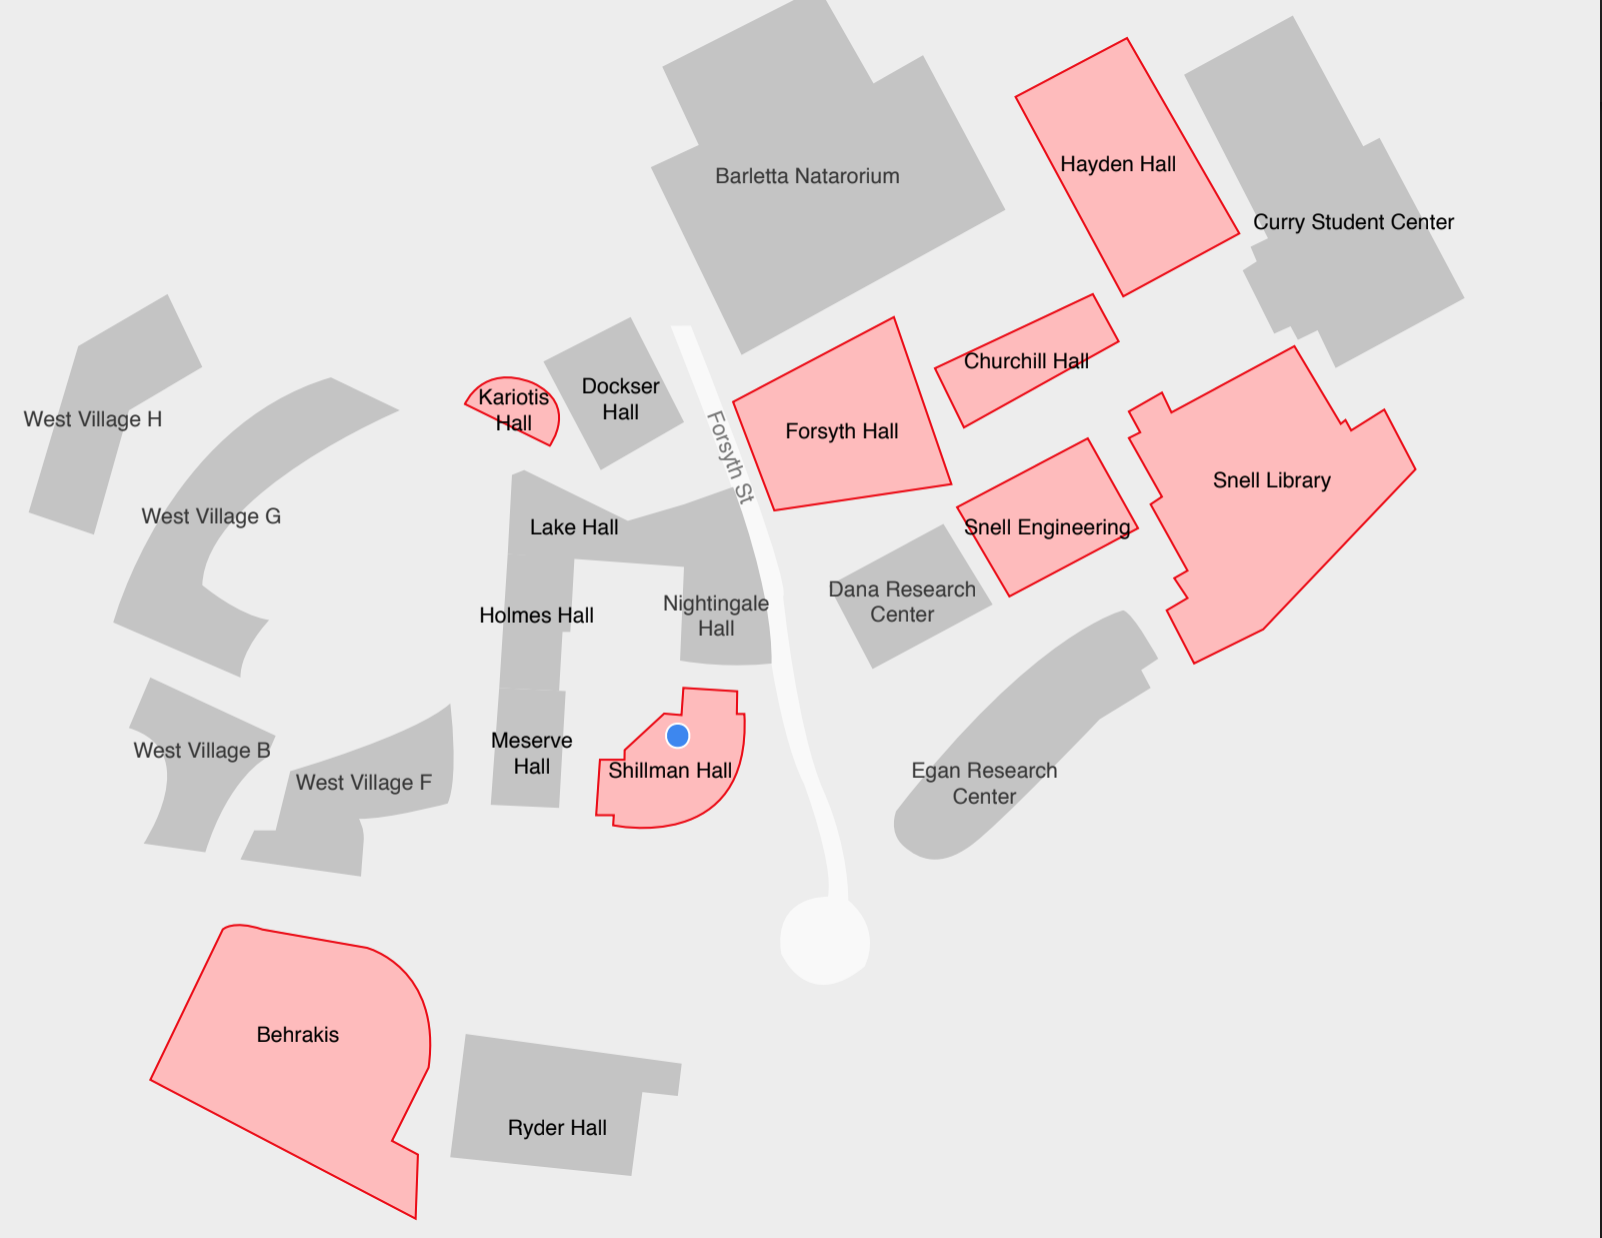 Barletta Natarorium
Hayden Hall
Curry Student Center
West Village H
Kariotis
Hall
Dockser
Hall
Forsyth St
Forsyth Hall
Churchill Hall
Snell Library
West Village G
Lake Hall
Snell Engineering
Holmes Hall
Nightingale
Hall
Dana Research
Center
West Village B
West Village F
Meserve
Hall
Shillman Hall
Egan Research
Center
Behrakis
Ryder Hall